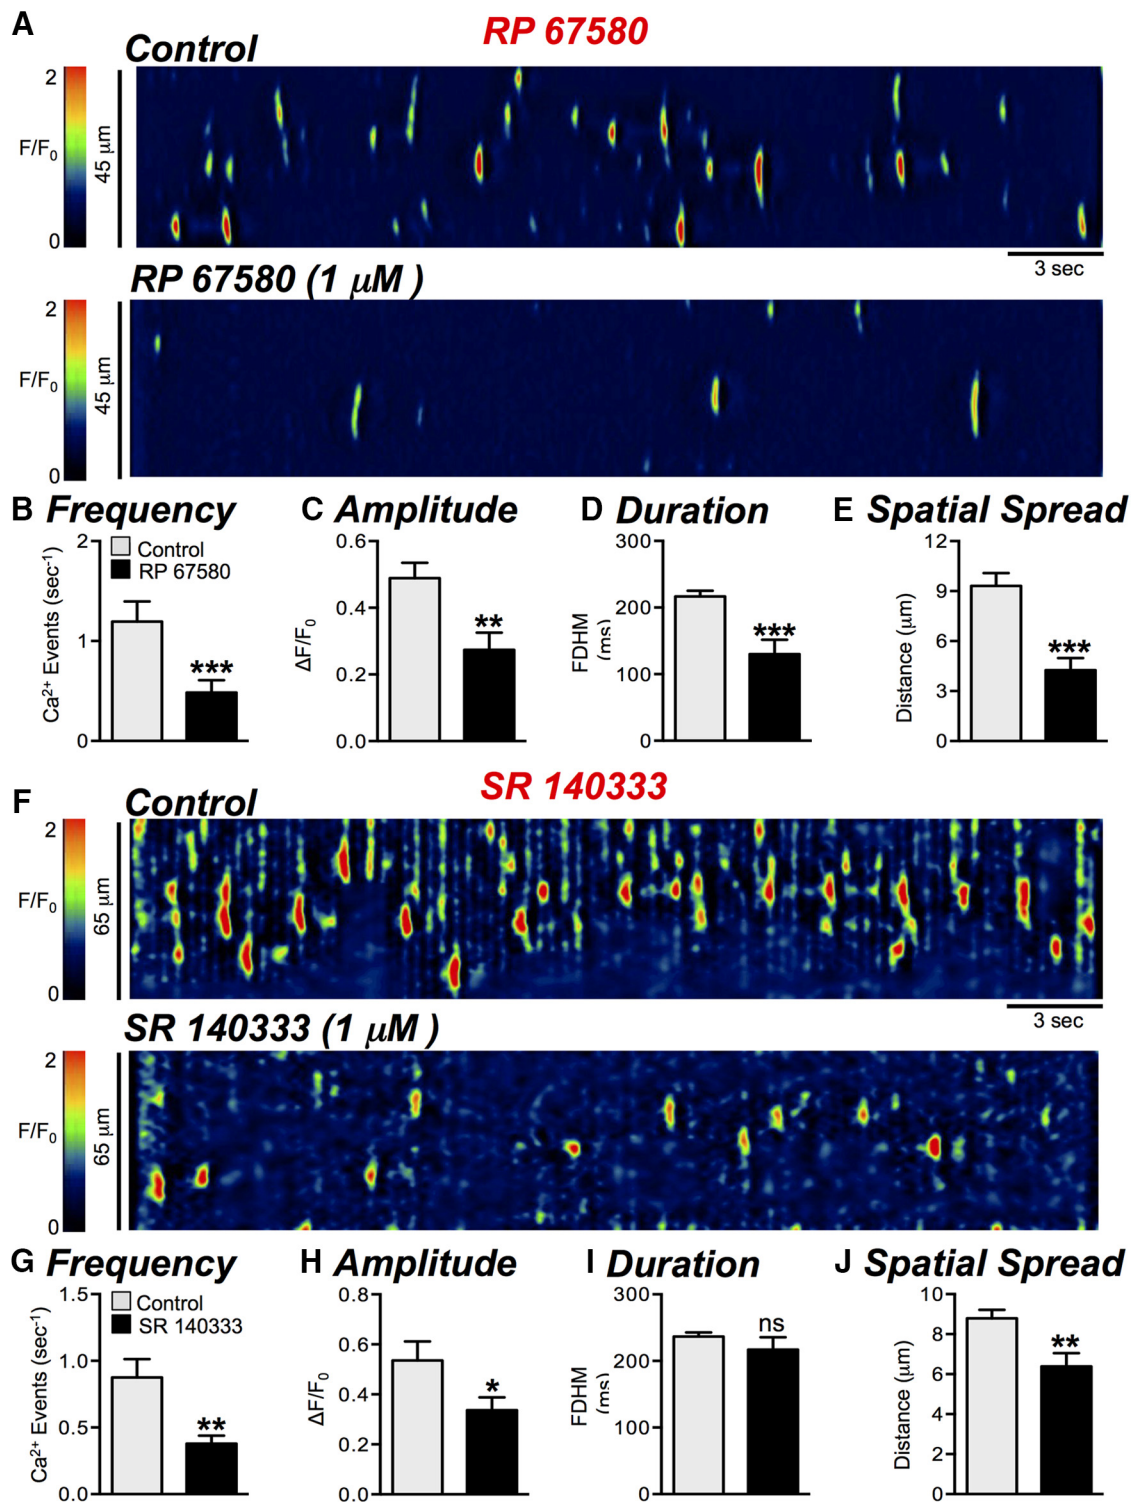 A
RP 67580
Control
2
F/F0
0
45 µm
3 sec
RP 67580 (1 µM )
2
F/F0
0
45 µm
B Frequency
Ca2+ Events (sec-1)
2
1
0
Control
RP 67580
***
C Amplitude
ΔF/F0
0.6
0.4
0.2
0.0
**
D Duration
FDHM
(ms)
300
200
100
0
***
E Spatial Spread
Distance (µm)
12
9
6
3
0
***
F
SR 140333
Control
2
F/F0
0
65 µm
3 sec
SR 140333 (1 µM )
2
F/F0
0
65 µm
G Frequency
Ca2+ Events (sec-1)
1.5
1.0
0.5
0.0
Control
SR 140333
**
H Amplitude
ΔF/F0
0.8
0.6
0.4
0.2
0.0
*
I Duration
FDHM
(ms)
300
200
100
0
ns
J Spatial Spread
Distance (µm)
10
8
6
4
2
0
**